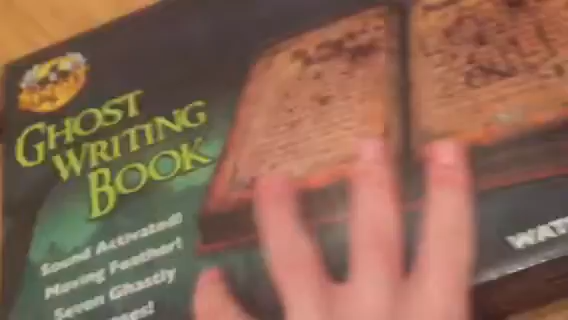 GHOST
WRITING
BOOK
Sound Activated!
Moving Feather!
Seven Ghastly
WAT